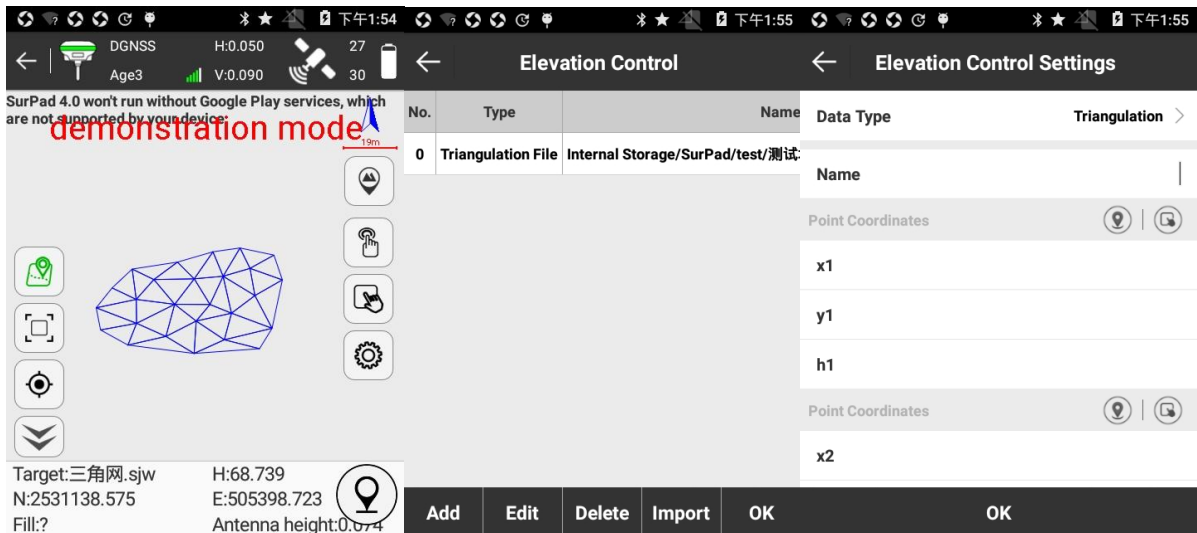 下午1:54
DGNSS H:0.050 27
Age3 V:0.090 30
SurPad 4.0 won't run without Google Play services, which
are not supported by your device.
demonstration mode
19m
Target:三角网.sjw H:68.739
N:2531138.575 E:505398.723
Fill:? Antenna height:0.074
下午1:55
Elevation Control
No. Type Name
0 Triangulation File Internal Storage/SurPad/test/测试
Add Edit Delete Import OK
下午1:55
Elevation Control Settings
Data Type Triangulation
Name
Point Coordinates
x1
y1
h1
Point Coordinates
x2
OK